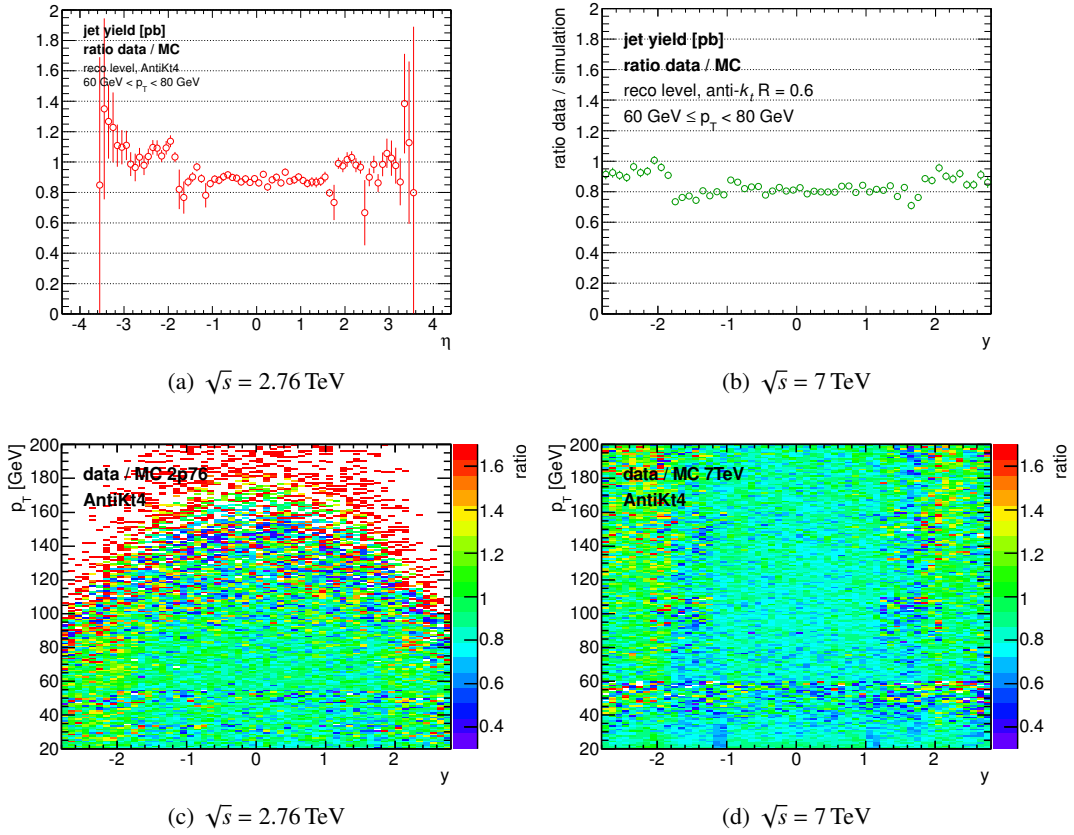 jet yield [pb]
ratio data / MC
reco level, AntiKt4
60 GeV < p_T < 80 GeV
2
1.8
1.6
1.4
1.2
1
0.8
0.6
0.4
0.2
0
-4 -3 -2 -1 0 1 2 3 4
η
(a) √s = 2.76 TeV
ratio data / simulation
jet yield [pb]
ratio data / MC
reco level, anti-k_t R = 0.6
60 GeV ≤ p_T < 80 GeV
2
1.8
1.6
1.4
1.2
1
0.8
0.6
0.4
0.2
0
-2 -1 0 1 2
y
(b) √s = 7 TeV
p_T [GeV]
data / MC 2p76
AntiKt4
200
180
160
140
120
100
80
60
40
20
-2 -1 0 1 2
y
ratio
1.6
1.4
1.2
1
0.8
0.6
0.4
(c) √s = 2.76 TeV
p_T [GeV]
data / MC 7TeV
AntiKt4
200
180
160
140
120
100
80
60
40
20
-2 -1 0 1 2
y
ratio
1.6
1.4
1.2
1
0.8
0.6
0.4
(d) √s = 7 TeV